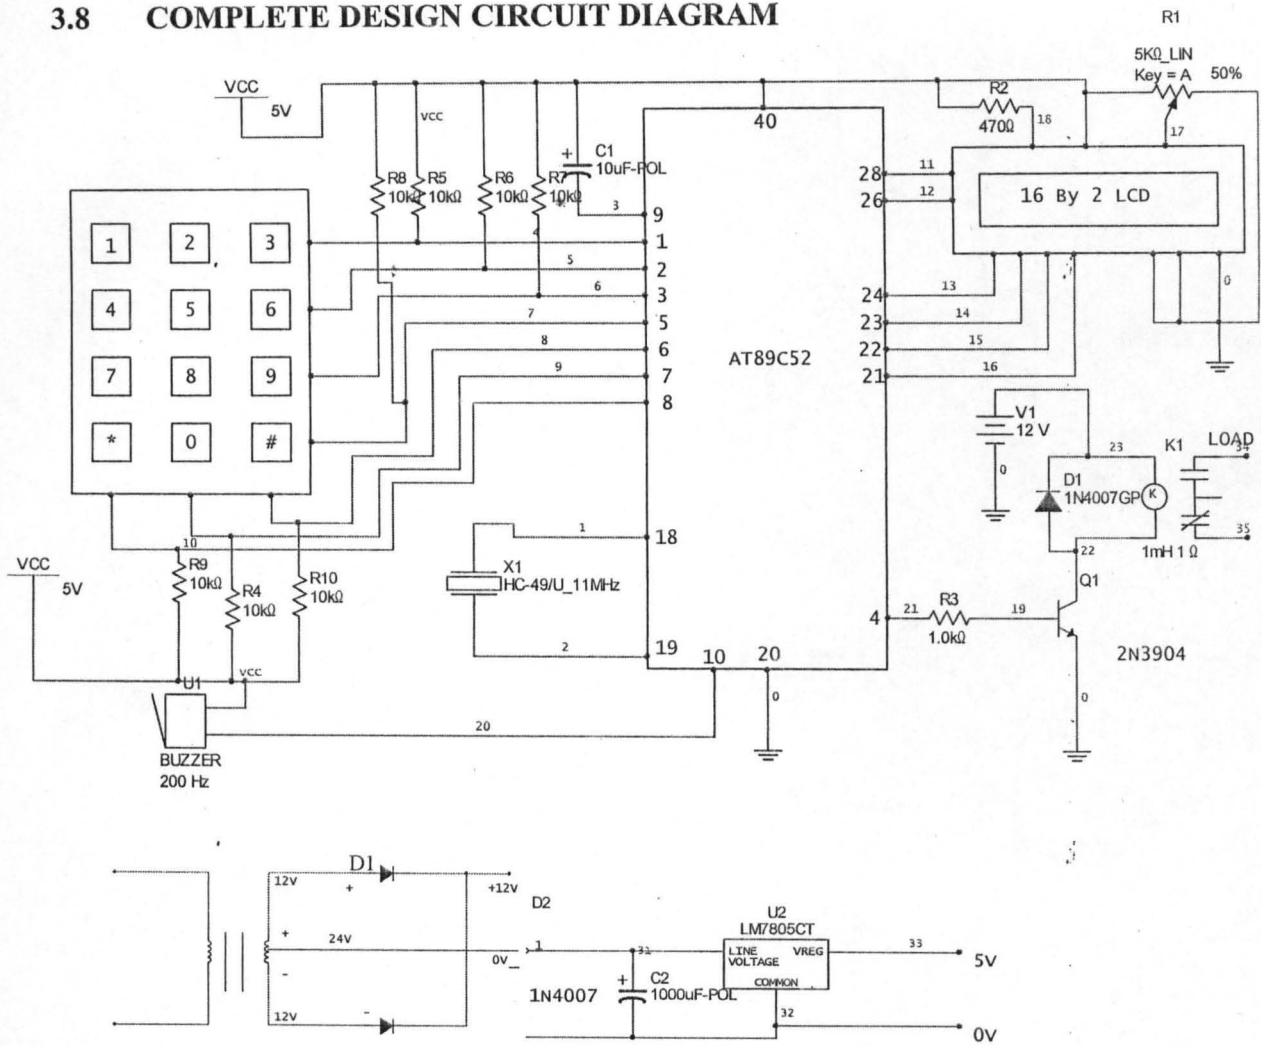 3.8 COMPLETE DESIGN CIRCUIT DIAGRAM
R1
5KΩ_LIN
Key = A 50%
VCC
5V
VCC
R2
470Ω
18
17
40
C1
10uF-POL
R8
10kΩ
R5
10kΩ
R6
10kΩ
R7
10kΩ
3
9
28
11
26
12
16 By 2 LCD
1
2
3
4
1
5
2
4
5
6
6
3
24
13
0
7
5
23
14
8
6
22
15
7
8
9
9
7
21
16
8
AT89C52
*
0
#
V1
12 V
0
23
K1
LOAD
34
D1
1N4007GP
K
35
1mH 1 Ω
22
Q1
1
18
X1
HC-49/U_11MHz
2
19
10
R9
10kΩ
R4
10kΩ
R10
10kΩ
VCC
5V
4
21
R3
1.0kΩ
19
2N3904
0
10
20
0
VCC
U1
20
BUZZER
200 Hz
D1
12V
+
+12V
D2
+
24V
0V_
1
31
-
12V
-
1N4007
+
C2
1000uF-POL
U2
LM7805CT
LINE VREG
VOLTAGE
COMMON
33
5V
32
0V